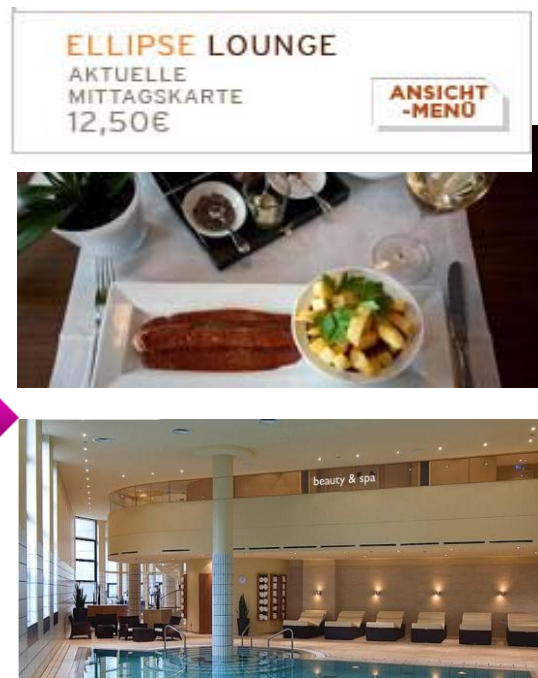 ELLIPSE LOUNGE
AKTUELLE
MITTAGSKARTE
12,50€
ANSICHT
-MENÜ
beauty & spa